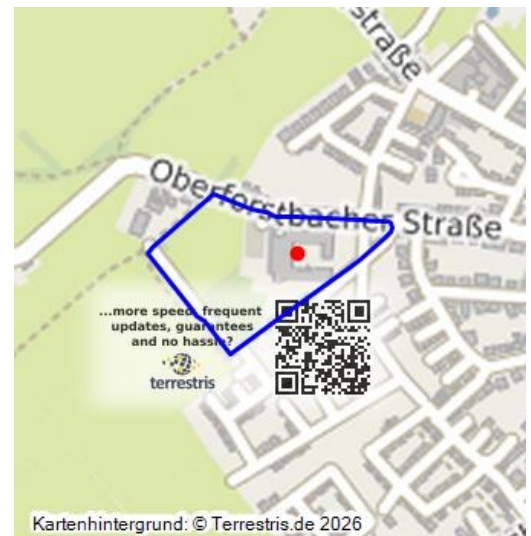 straße
Oberforstbacher Straße
...more speed, frequent
updates, guarantees
and no hassle?
terrestris
Kartenhintergrund: © Terrestris.de 2026